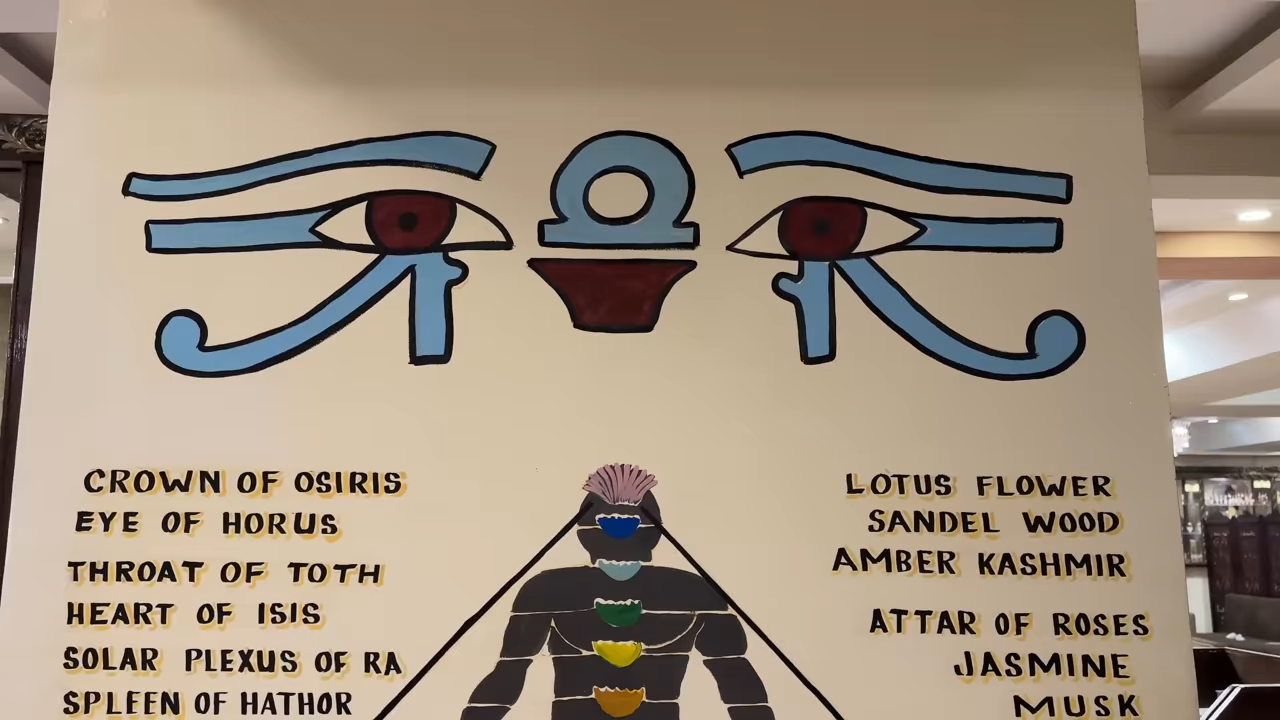 CROWN OF OSIRIS
EYE OF HORUS
THROAT OF TOTH
HEART OF ISIS
SOLAR PLEXUS OF RA
SPLEEN OF HATHOR
LOTUS FLOWER
SANDEL WOOD
AMBER KASHMIR
ATTAR OF ROSES
JASMINE
MUSK